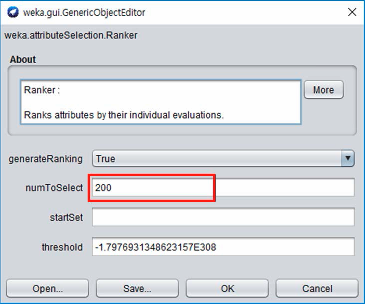 weka.gui.GenericObjectEditor
weka.attributeSelection.Ranker
About
Ranker :
More
Ranks attributes by their individual evaluations.
generateRanking True
numToSelect 200
startSet
threshold -1.7976931348623157E308
Open... Save... OK Cancel